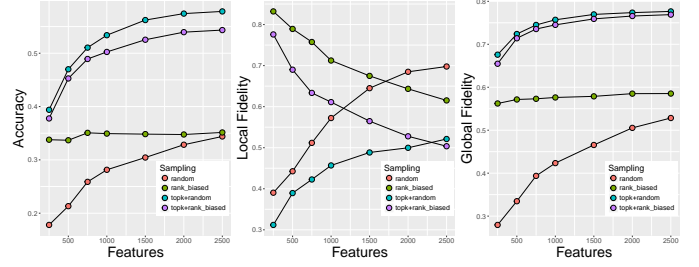 Accuracy
0.5
0.4
0.3
0.2
500 1000 1500 2000 2500
Features
Sampling
random
rank_biased
topk+random
topk+rank_biased
Local Fidelity
0.8
0.7
0.6
0.5
0.4
0.3
500 1000 1500 2000 2500
Features
Sampling
random
rank_biased
topk+random
topk+rank_biased
Global Fidelity
0.8
0.7
0.6
0.5
0.4
0.3
500 1000 1500 2000 2500
Features
Sampling
random
rank_biased
topk+random
topk+rank_biased